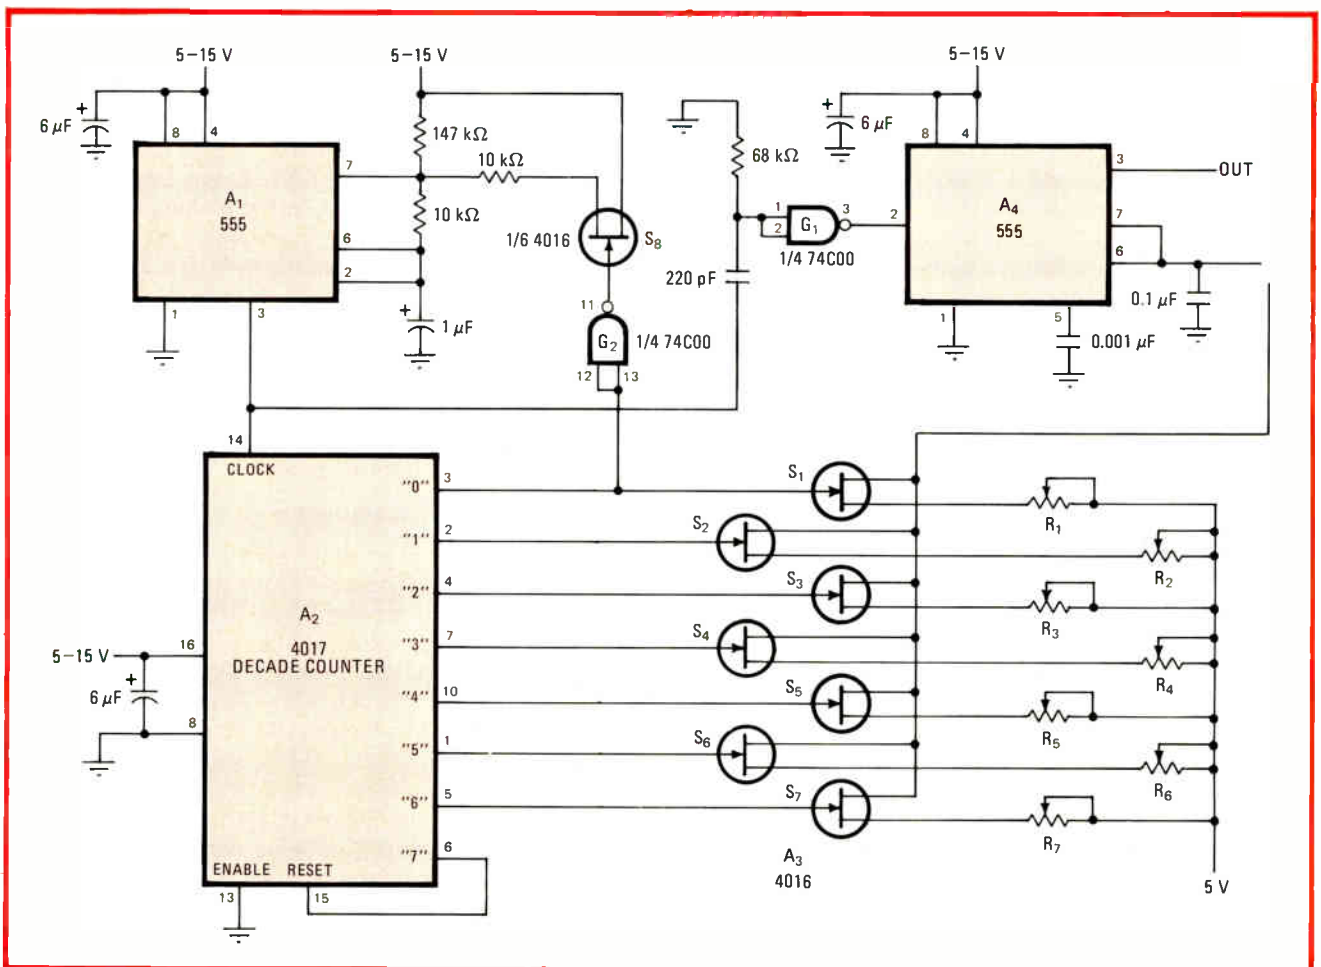 5–15 V
5–15 V
5–15 V
+
6 μF
8
4
147 kΩ
10 kΩ
7
A1
555
10 kΩ
6
2
1
3
+
1 μF
1/6 4016
S8
11
G2
1/4 74C00
12
13
68 kΩ
1
2
G1
3
1/4 74C00
220 pF
+
6 μF
8
4
2
A4
555
3
OUT
7
6
0.1 μF
1
5
0.001 μF
14
CLOCK
"0"
3
"1"
2
"2"
4
"3"
7
"4"
10
"5"
1
"6"
5
"7"
6
A2
4017
DECADE COUNTER
5–15 V
16
+
6 μF
8
ENABLE
RESET
13
15
S1
S2
S3
S4
S5
S6
S7
A3
4016
R1
R2
R3
R4
R5
R6
R7
5 V